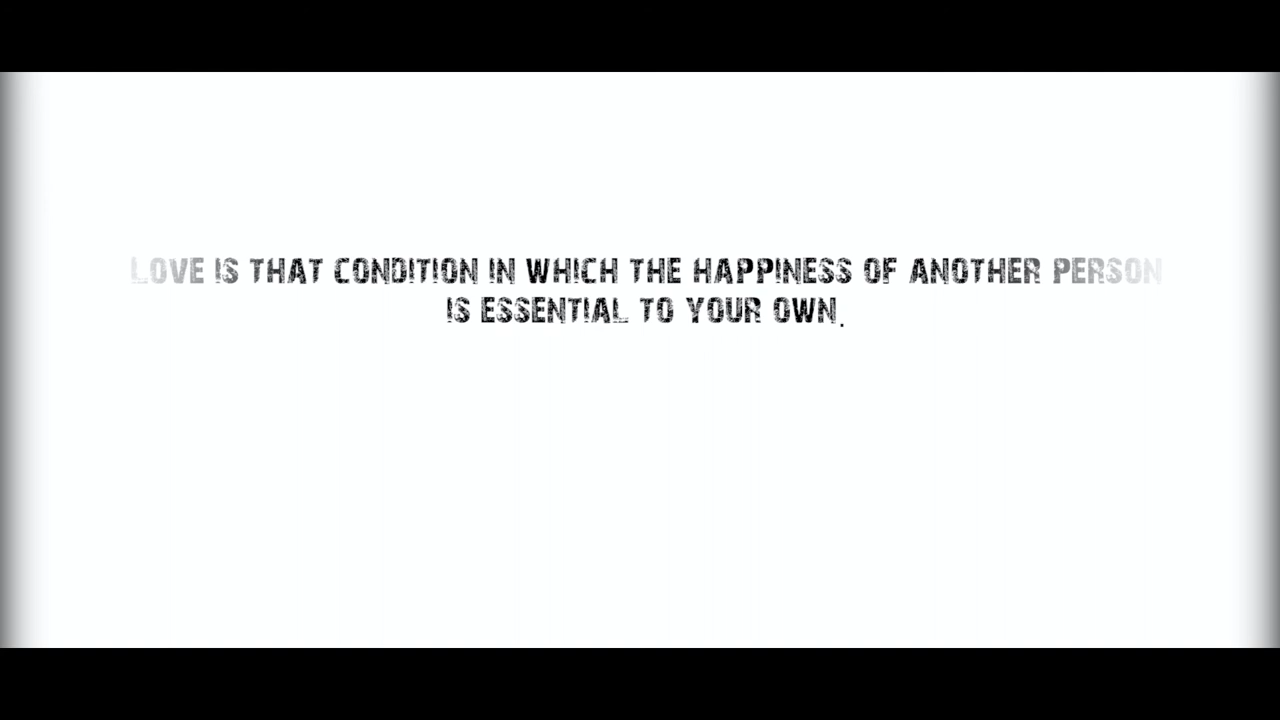 LOVE IS THAT CONDITION IN WHICH THE HAPPINESS OF ANOTHER PERSON
IS ESSENTIAL TO YOUR OWN.